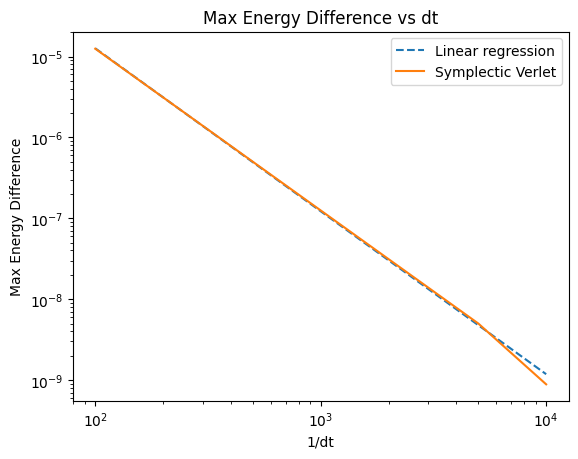 Max Energy Difference vs dt
Linear regression
Symplectic Verlet
Max Energy Difference
10⁻⁵
10⁻⁶
10⁻⁷
10⁻⁸
10⁻⁹
10²
10³
10⁴
1/dt